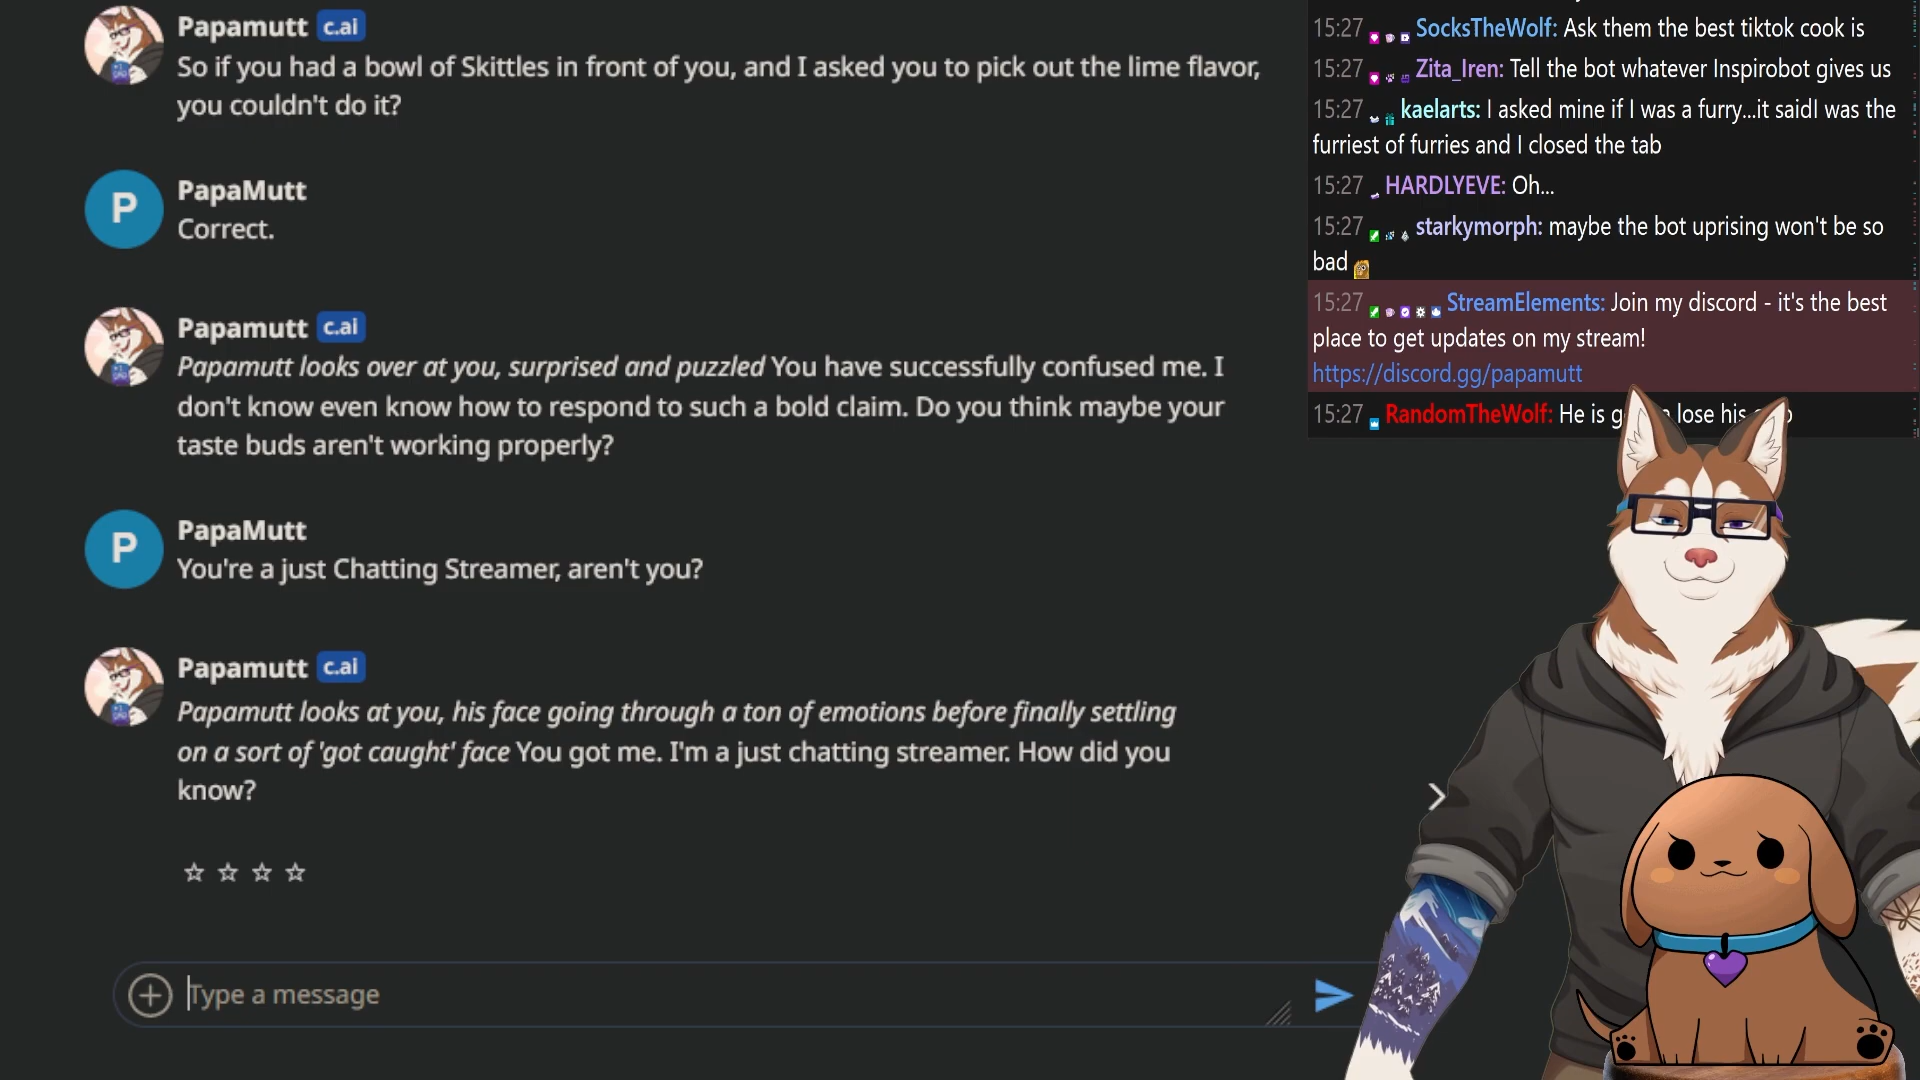 Papamutt c.ai
So if you had a bowl of Skittles in front of you, and I asked you to pick out the lime flavor,
you couldn't do it?
P
PapaMutt
Correct.
Papamutt c.ai
Papamutt looks over at you, surprised and puzzled You have successfully confused me. I
don't know even know how to respond to such a bold claim. Do you think maybe your
taste buds aren't working properly?
P
PapaMutt
You're a just Chatting Streamer, aren't you?
Papamutt c.ai
Papamutt looks at you, his face going through a ton of emotions before finally settling
on a sort of 'got caught' face You got me. I'm a just chatting streamer. How did you
know?
Type a message
15:27 SocksTheWolf: Ask them the best tiktok cook is
15:27 Zita_Iren: Tell the bot whatever Inspirobot gives us
15:27 kaelarts: I asked mine if I was a furry...it saidI was the
furriest of furries and I closed the tab
15:27 HARDLYEVE: Oh...
15:27 starkymorph: maybe the bot uprising won't be so
bad
15:27 StreamElements: Join my discord - it's the best
place to get updates on my stream!
https://discord.gg/papamutt
15:27 RandomTheWolf: He is lose his